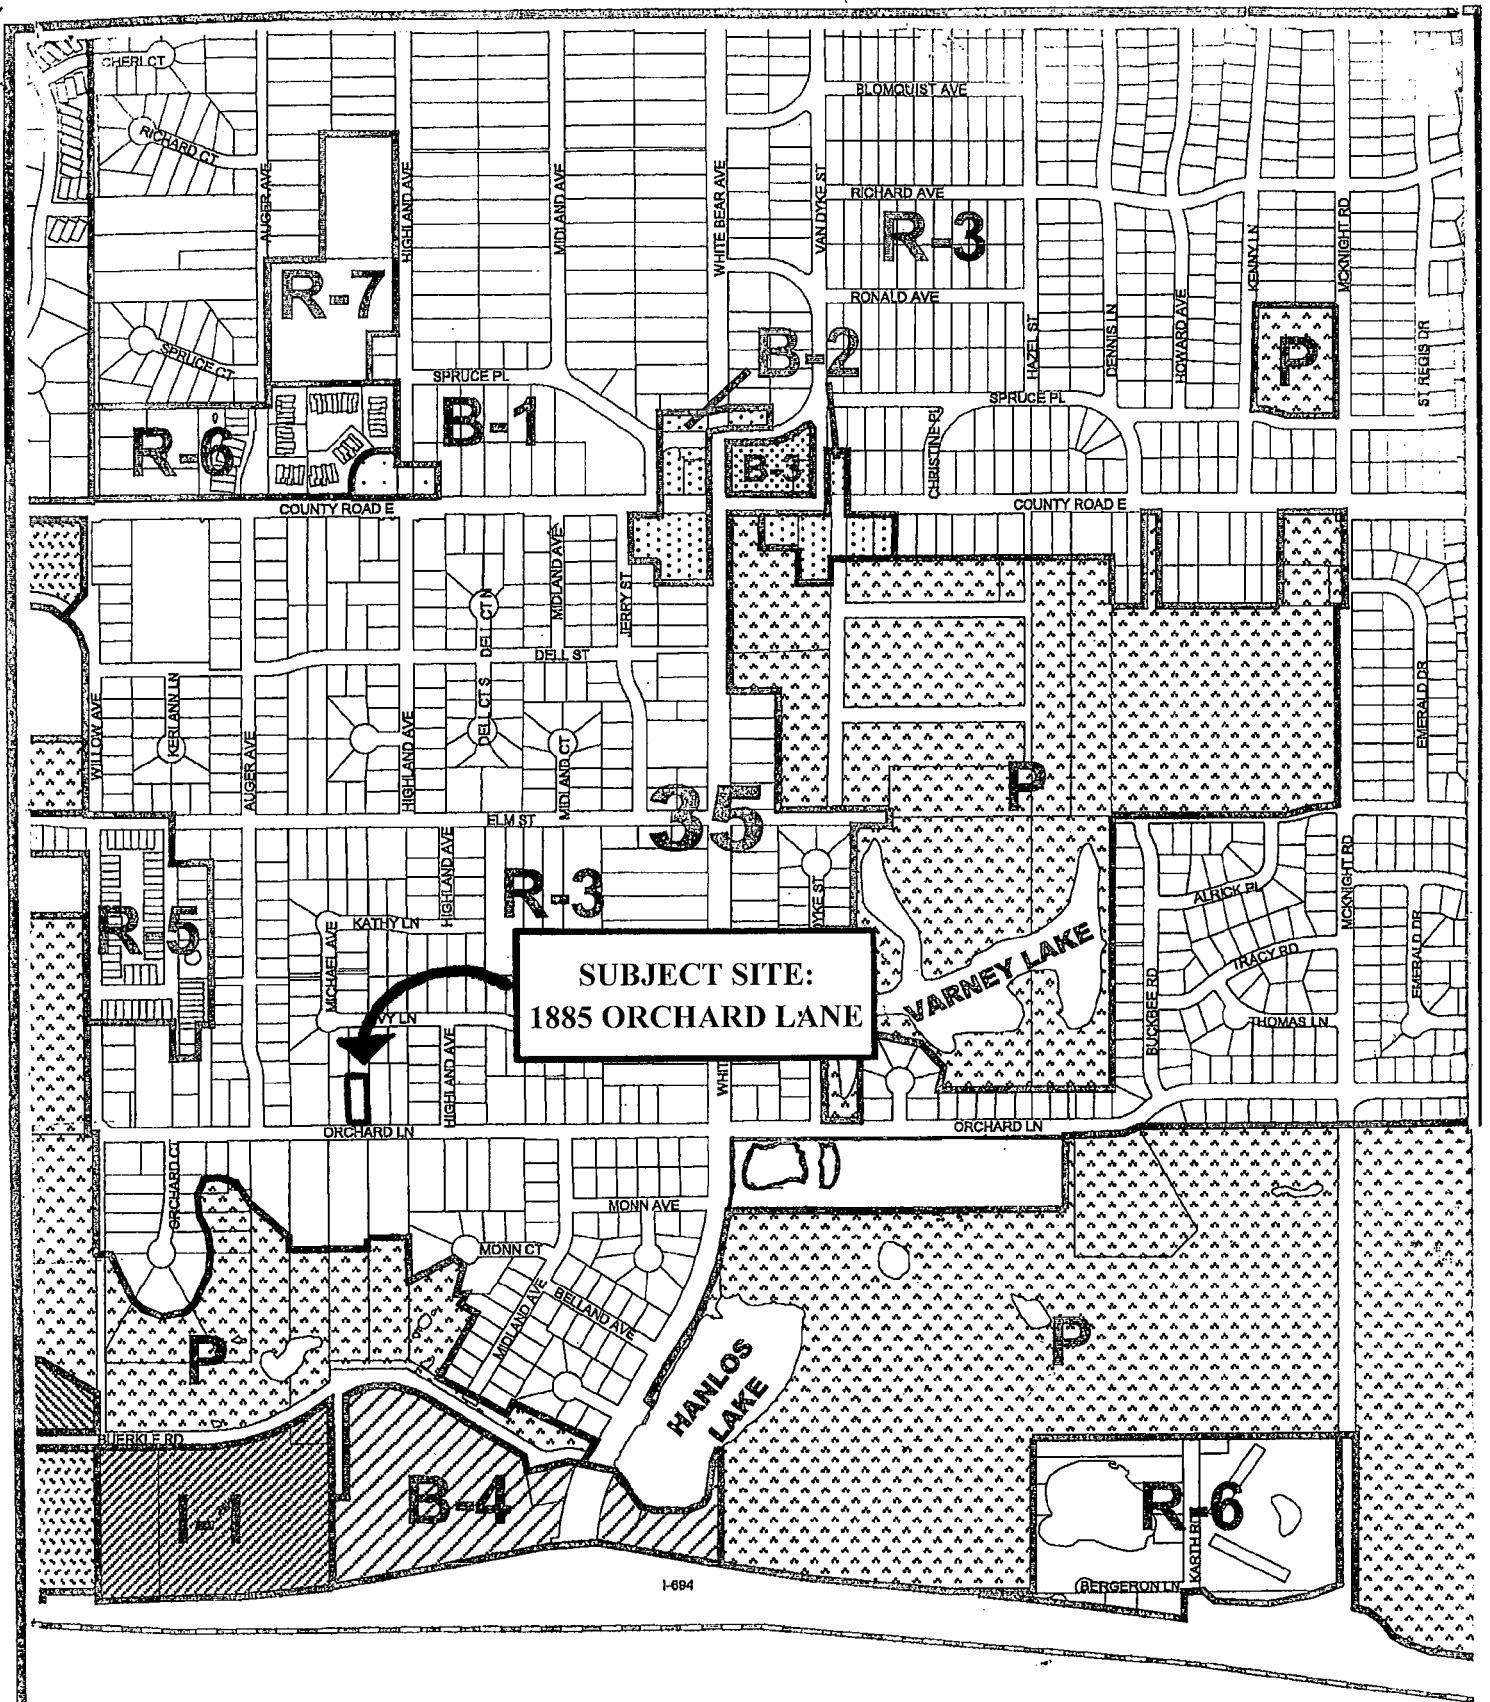 CHERI CT
BLOMQUIST AVE
RICHARD CT
AUGER AVE
HIGHLAND AVE
MIDLAND AVE
WHITE BEAR AVE
VAN DYKE ST
RICHARD AVE
R-3
KENNY LN
MCKNIGHT RD
R-7
RONALD AVE
HAZEL ST
DENNIS LN
HOWARD AVE
ST REGIS DR
P
B-2
SPRUCE CT
SPRUCE PL
SPRUCE PL
B-1
R-6
CHRISTINE PL
COUNTY ROAD E
COUNTY ROAD E
MIDLAND AVE
JERRY ST
DELL CT N
DELL ST
WILLOW AVE
KERI ANN LN
AUGER AVE
HIGHLAND AVE
DELL CT S
MIDLAND CT
EMERALD DR
P
35
ELM ST
HIGHLAND AVE
R-3
DYKE ST
ALRICK PL
MCKNIGHT RD
R-5
KATHY LN
MICHAEL AVE
SUBJECT SITE:
1885 ORCHARD LANE
VARNEY LAKE
TRACY RD
EMERALD DR
BUCKBEE RD
THOMAS LN
VY LN
HIGHLAND AVE
WHIT
ORCHARD LN
ORCHARD LN
ORCHARD CT
MONN AVE
MONN CT
MIDLAND AVE
BELLAND AVE
P
HANLOS
LAKE
P
BUERKLE RD
I-1
B-4
R-6
KARTH RD
I-694
BERGERON LN